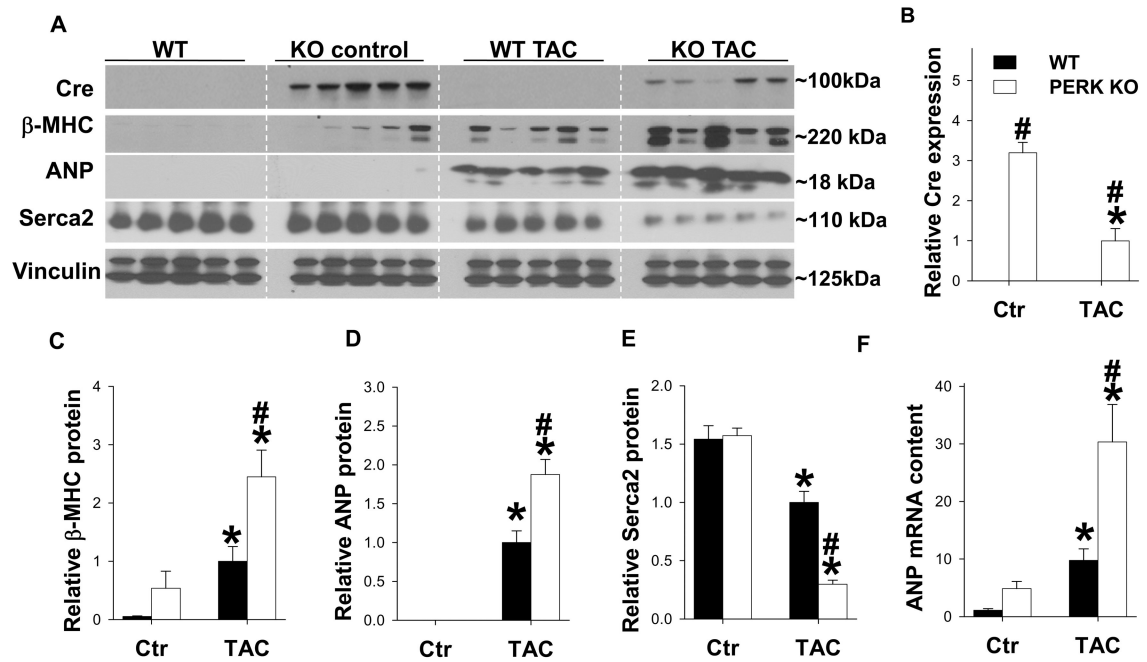 A
WT
KO control
WT TAC
KO TAC
Cre
~100kDa
β-MHC
~220 kDa
ANP
~18 kDa
Serca2
~110 kDa
Vinculin
~125kDa
B
Relative Cre expression
5
4
3
2
1
0
WT
PERK KO
#
#
*
Ctr
TAC
C
Relative β-MHC protein
4
3
2
1
0
*
#
*
Ctr
TAC
D
Relative ANP protein
3.0
2.5
2.0
1.5
1.0
0.5
0.0
*
#
*
Ctr
TAC
E
Relative Serca2 protein
2.0
1.5
1.0
0.5
0.0
*
#
*
Ctr
TAC
F
ANP mRNA content
40
30
20
10
0
*
#
*
Ctr
TAC